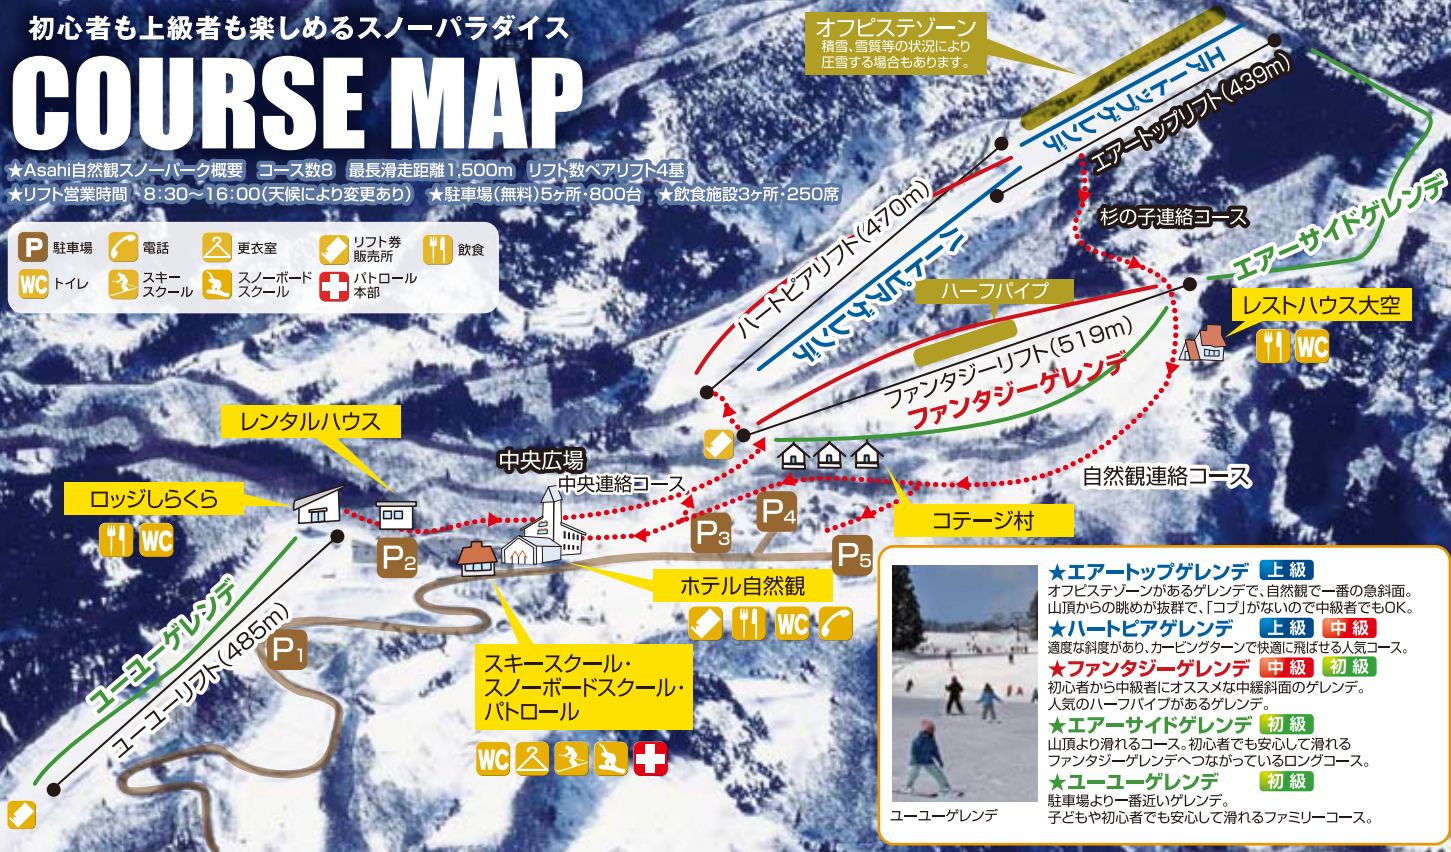 初心者も上級者も楽しめるスノーパラダイス
COURSE MAP
★Asahi自然観スノーパーク概要　コース数8　最長滑走距離1,500m　リフト数ペアリフト4基
★リフト営業時間　8:30～16:00(天候により変更あり)　★駐車場(無料)5ヶ所・800台　★飲食施設3ヶ所・250席
P 駐車場
電話
更衣室
リフト券
販売所
飲食
WC トイレ
スキー
スクール
スノーボード
スクール
パトロール
本部
オフピステゾーン
積雪、雪質等の状況により
圧雪する場合もあります。
エアートップゲレンデ
エアートップリフト(439m)
杉の子連絡コース
エアーサイドゲレンデ
ハートピアリフト(470m)
ハートピアゲレンデ
ハーフパイプ
ファンタジーリフト(519m)
ファンタジーゲレンデ
レストハウス大空
WC
レンタルハウス
中央広場
中央連絡コース
自然観連絡コース
ロッジしらくら
WC
コテージ村
P2
P3
P4
P5
ホテル自然観
WC
P1
ユーユーゲレンデ
ユーユーリフト(485m)
スキースクール・
スノーボードスクール・
パトロール
WC
ユーユーゲレンデ
★エアートップゲレンデ 上級
オフピステゾーンがあるゲレンデで、自然観で一番の急斜面。
山頂からの眺めが抜群で、「コブ」がないので中級者でもOK。
★ハートピアゲレンデ 上級 中級
適度な斜度があり、カービングターンで快適に飛ばせる人気コース。
★ファンタジーゲレンデ 中級 初級
初心者から中級者にオススメな中緩斜面のゲレンデ。
人気のハーフパイプがあるゲレンデ。
★エアーサイドゲレンデ 初級
山頂より滑れるコース。初心者でも安心して滑れる
ファンタジーゲレンデへつながっているロングコース。
★ユーユーゲレンデ 初級
駐車場より一番近いゲレンデ。
子どもや初心者でも安心して滑れるファミリーコース。